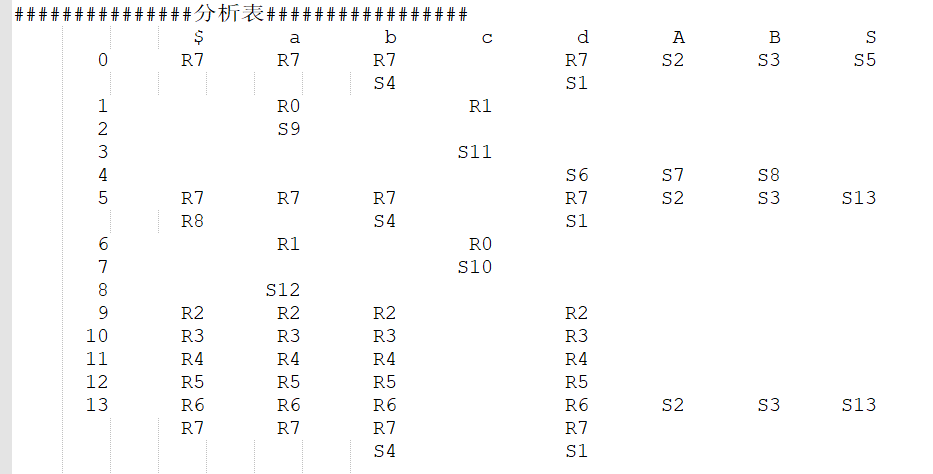 ###############分析表#################
$ a b c d A B S
0 R7 R7 R7 R7 S2 S3 S5
S4 S1
1 R0 R1
2 S9
3 S11
4 S6 S7 S8
5 R7 R7 R7 R7 S2 S3 S13
R8 S4 S1
6 R1 R0
7 S10
8 S12
9 R2 R2 R2 R2
10 R3 R3 R3 R3
11 R4 R4 R4 R4
12 R5 R5 R5 R5
13 R6 R6 R6 R6 S2 S3 S13
R7 R7 R7 R7
S4 S1